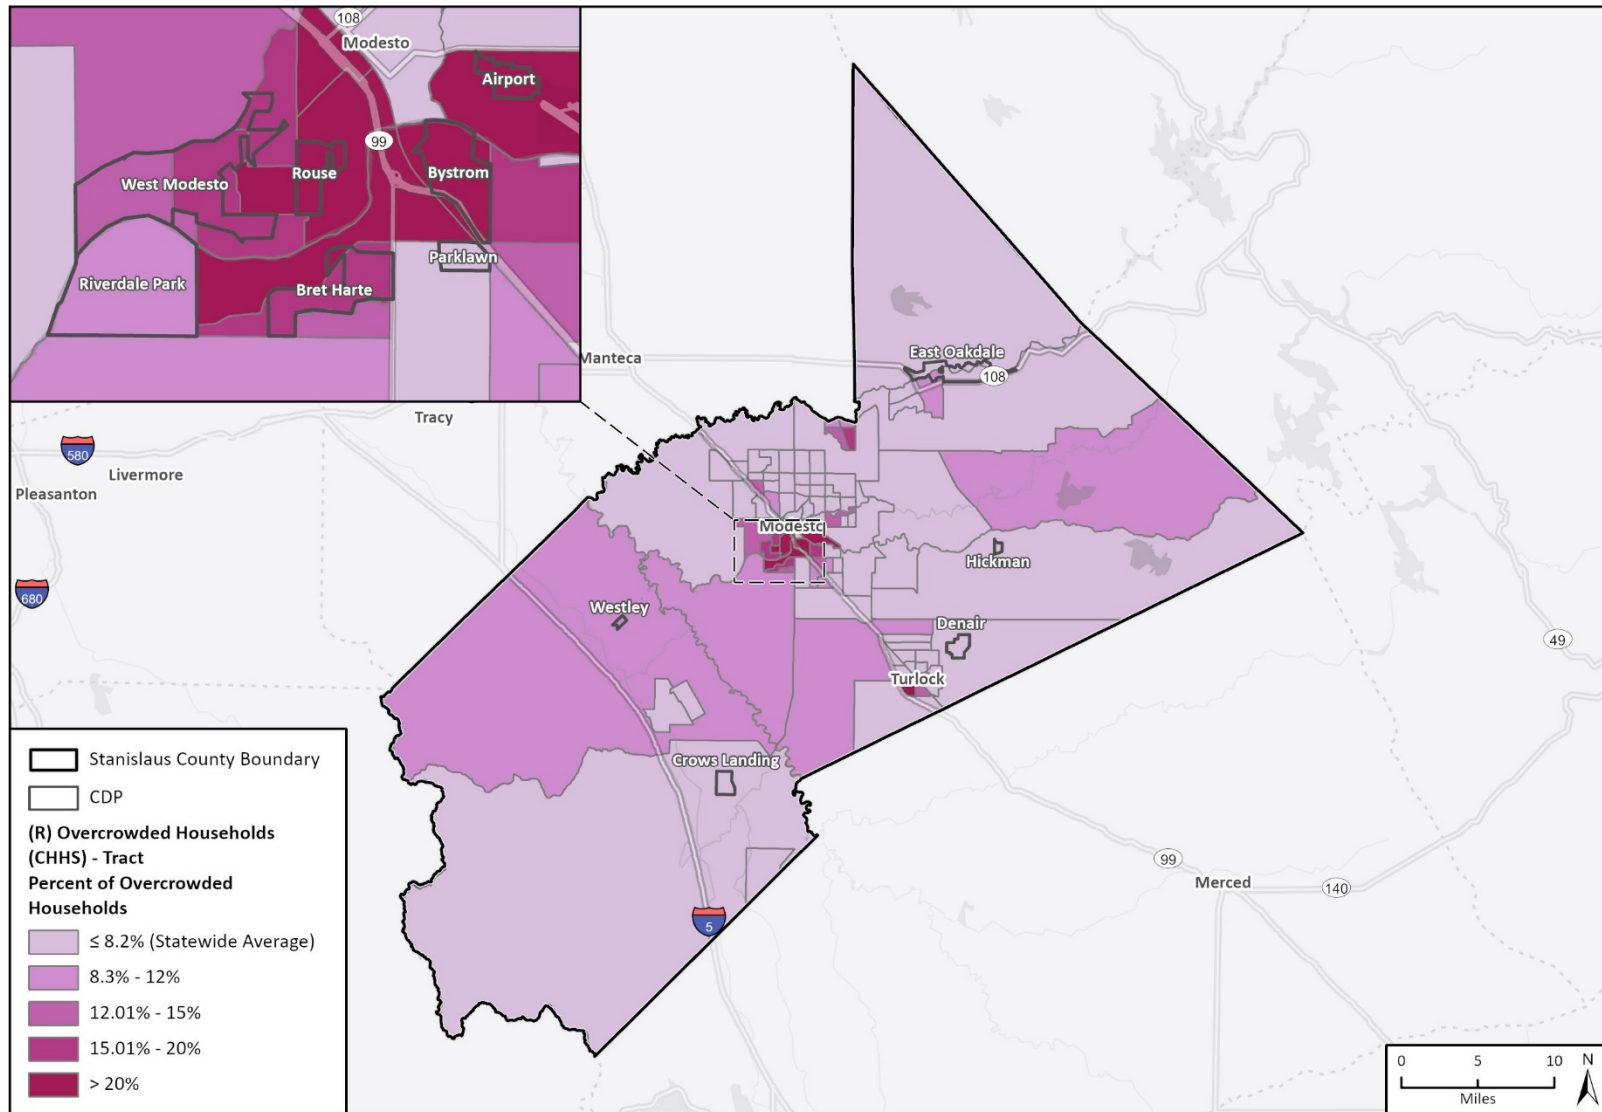 108
Modesto
Airport
99
Bystrom
Rouse
West Modesto
Parklawn
Riverdale Park
Bret Harte
Manteca
Tracy
580
Livermore
Pleasanton
680
East Oakdale
108
Modesto
Hickman
Westley
Denair
Turlock
49
Crows Landing
99
Merced
140
5
Stanislaus County Boundary
CDP
(R) Overcrowded Households
(CHHS) - Tract
Percent of Overcrowded
Households
≤ 8.2% (Statewide Average)
8.3% - 12%
12.01% - 15%
15.01% - 20%
> 20%
0 5 10
Miles
N